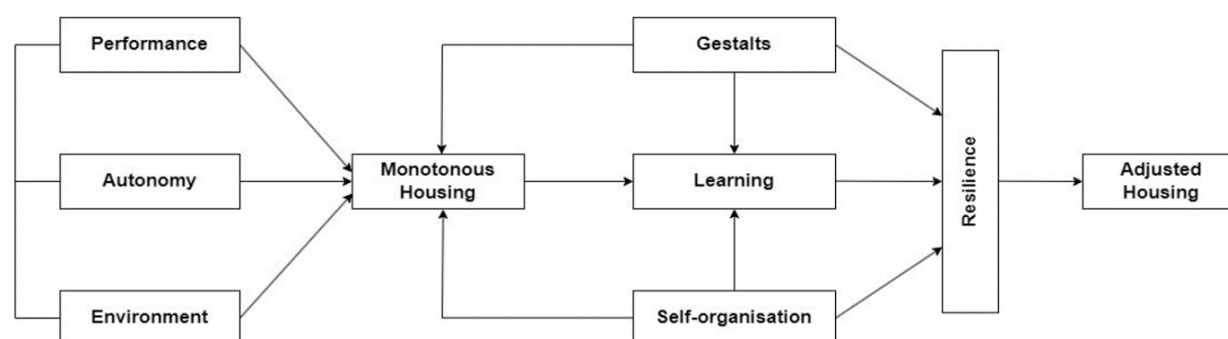 Performance
Gestalts
Autonomy
Monotonous
Housing
Learning
Resilience
Adjusted
Housing
Environment
Self-organisation